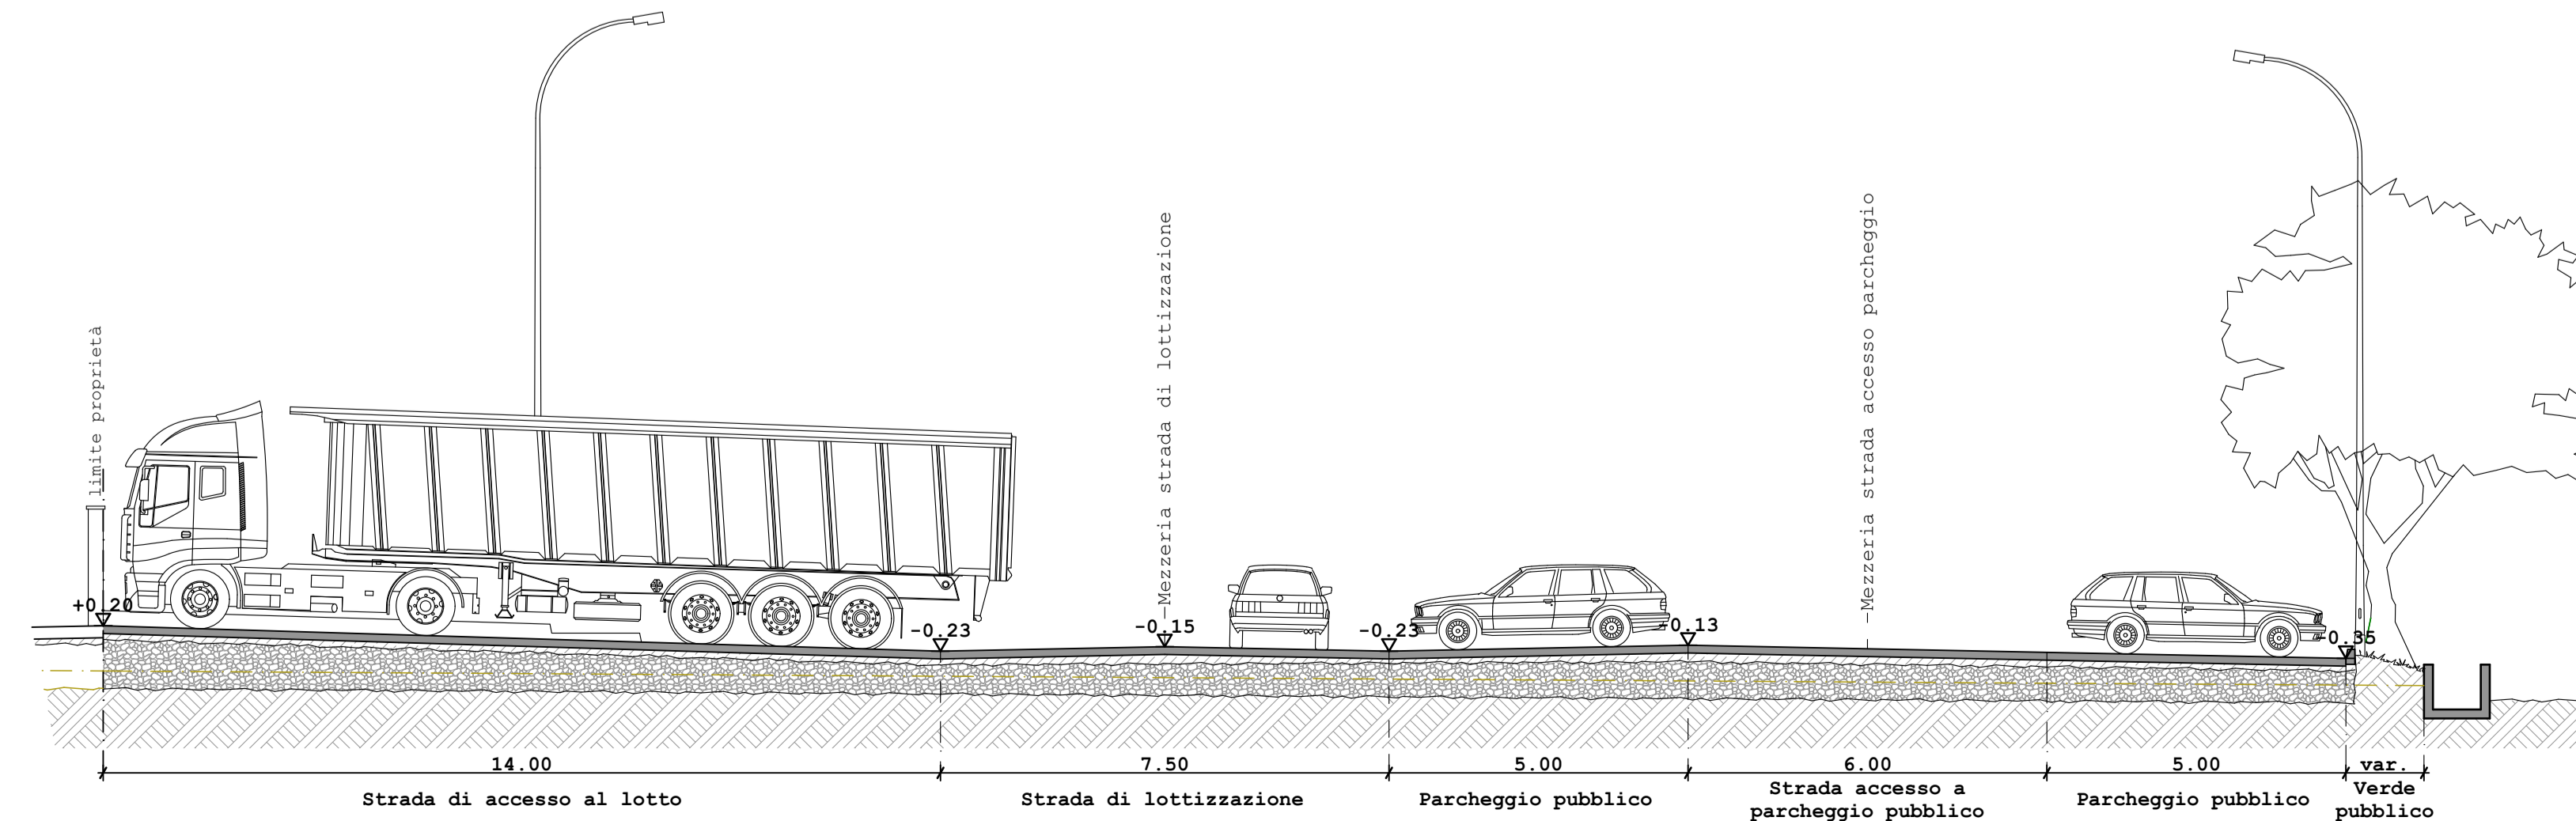 limite proprietà
Mezzeria strada di lottizzazione
Mezzeria strada accesso parcheggio
+0.20
-0.23
-0.15
-0.23
-0.13
-0.35
14.00
7.50
5.00
6.00
5.00
var.
Strada di accesso al lotto
Strada di lottizzazione
Parcheggio pubblico
Strada accesso a
parcheggio pubblico
Parcheggio pubblico
Verde
pubblico